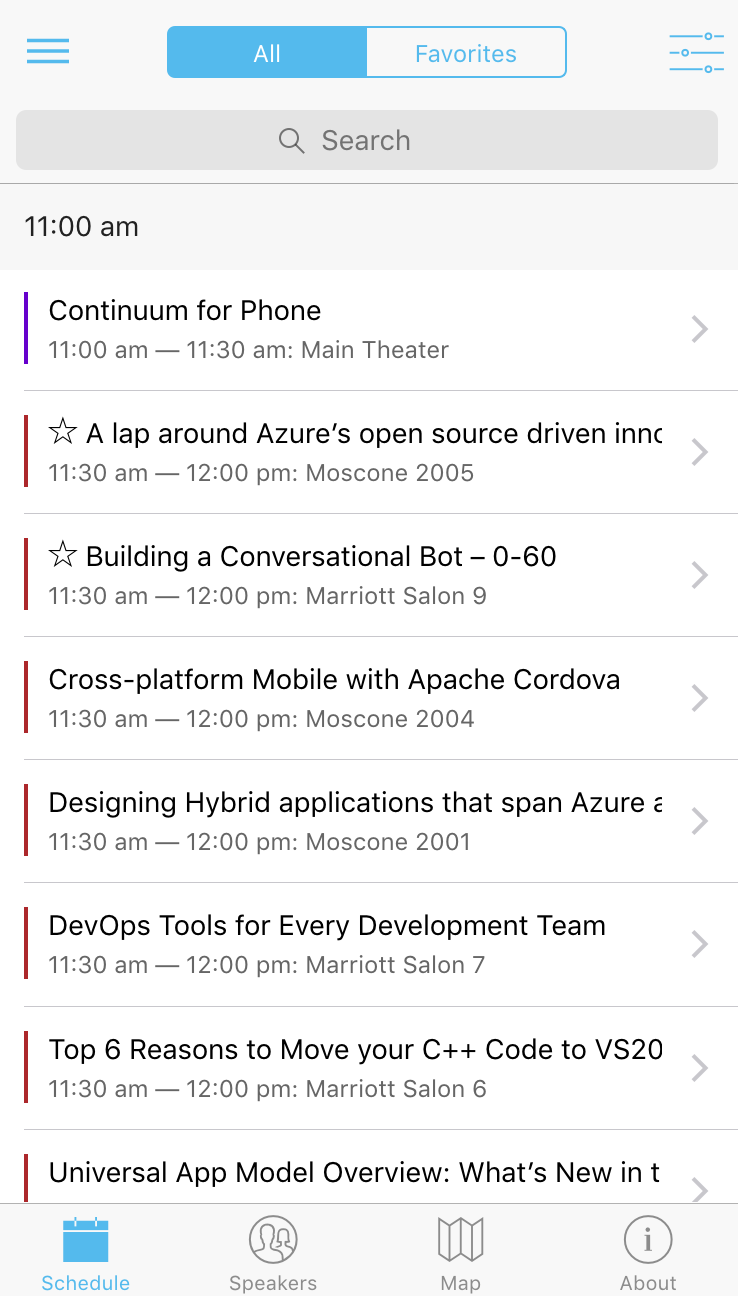 All Favorites
Search
11:00 am
Continuum for Phone
11:00 am — 11:30 am: Main Theater
☆ A lap around Azure’s open source driven inno
11:30 am — 12:00 pm: Moscone 2005
☆ Building a Conversational Bot – 0-60
11:30 am — 12:00 pm: Marriott Salon 9
Cross-platform Mobile with Apache Cordova
11:30 am — 12:00 pm: Moscone 2004
Designing Hybrid applications that span Azure a
11:30 am — 12:00 pm: Moscone 2001
DevOps Tools for Every Development Team
11:30 am — 12:00 pm: Marriott Salon 7
Top 6 Reasons to Move your C++ Code to VS20
11:30 am — 12:00 pm: Marriott Salon 6
Universal App Model Overview: What’s New in t
Schedule Speakers Map About